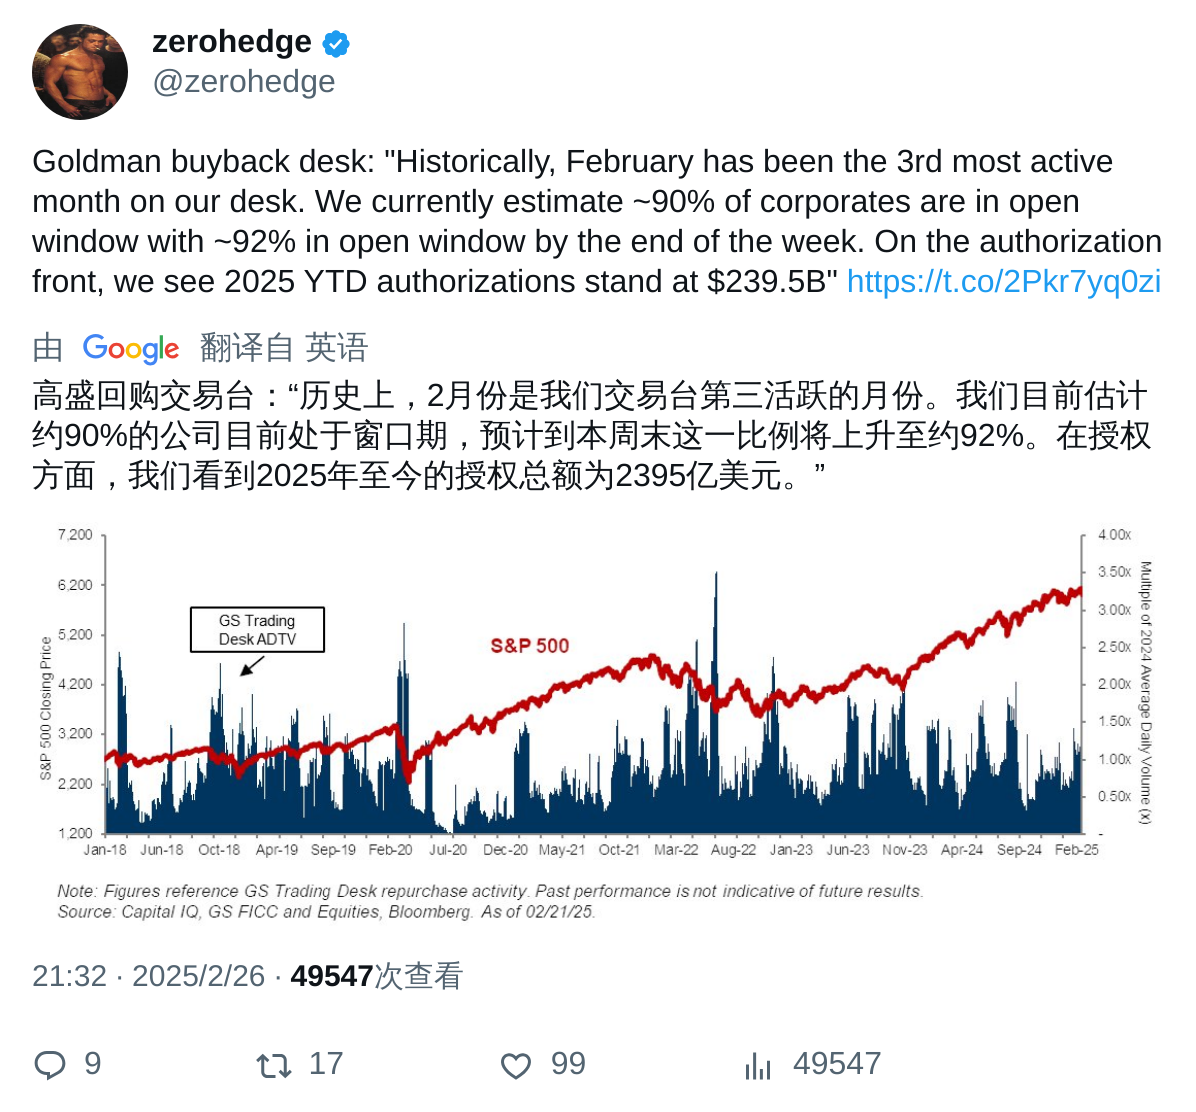 zerohedge
@zerohedge
Goldman buyback desk: "Historically, February has been the 3rd most active
month on our desk. We currently estimate ~90% of corporates are in open
window with ~92% in open window by the end of the week. On the authorization
front, we see 2025 YTD authorizations stand at $239.5B" https://t.co/2Pkr7yq0zi
由 Google 翻译自 英语
高盛回购交易台：“历史上，2月份是我们交易台第三活跃的月份。我们目前估计
约90%的公司目前处于窗口期，预计到本周末这一比例将上升至约92%。在授权
方面，我们看到2025年至今的授权总额为2395亿美元。”
7,200
6,200
5,200
4,200
3,200
2,200
1,200
S&P 500 Closing Price
GS Trading
Desk ADTV
S&P 500
4.00x
3.50x
3.00x
2.50x
2.00x
1.50x
1.00x
0.50x
-
Multiple of 2024 Average Daily Volume (x)
Jan-18 Jun-18 Oct-18 Apr-19 Sep-19 Feb-20 Jul-20 Dec-20 May-21 Oct-21 Mar-22 Aug-22 Jan-23 Jun-23 Nov-23 Apr-24 Sep-24 Feb-25
Note: Figures reference GS Trading Desk repurchase activity. Past performance is not indicative of future results.
Source: Capital IQ, GS FICC and Equities, Bloomberg. As of 02/21/25.
21:32 · 2025/2/26 · 49547次查看
9 17 99 49547